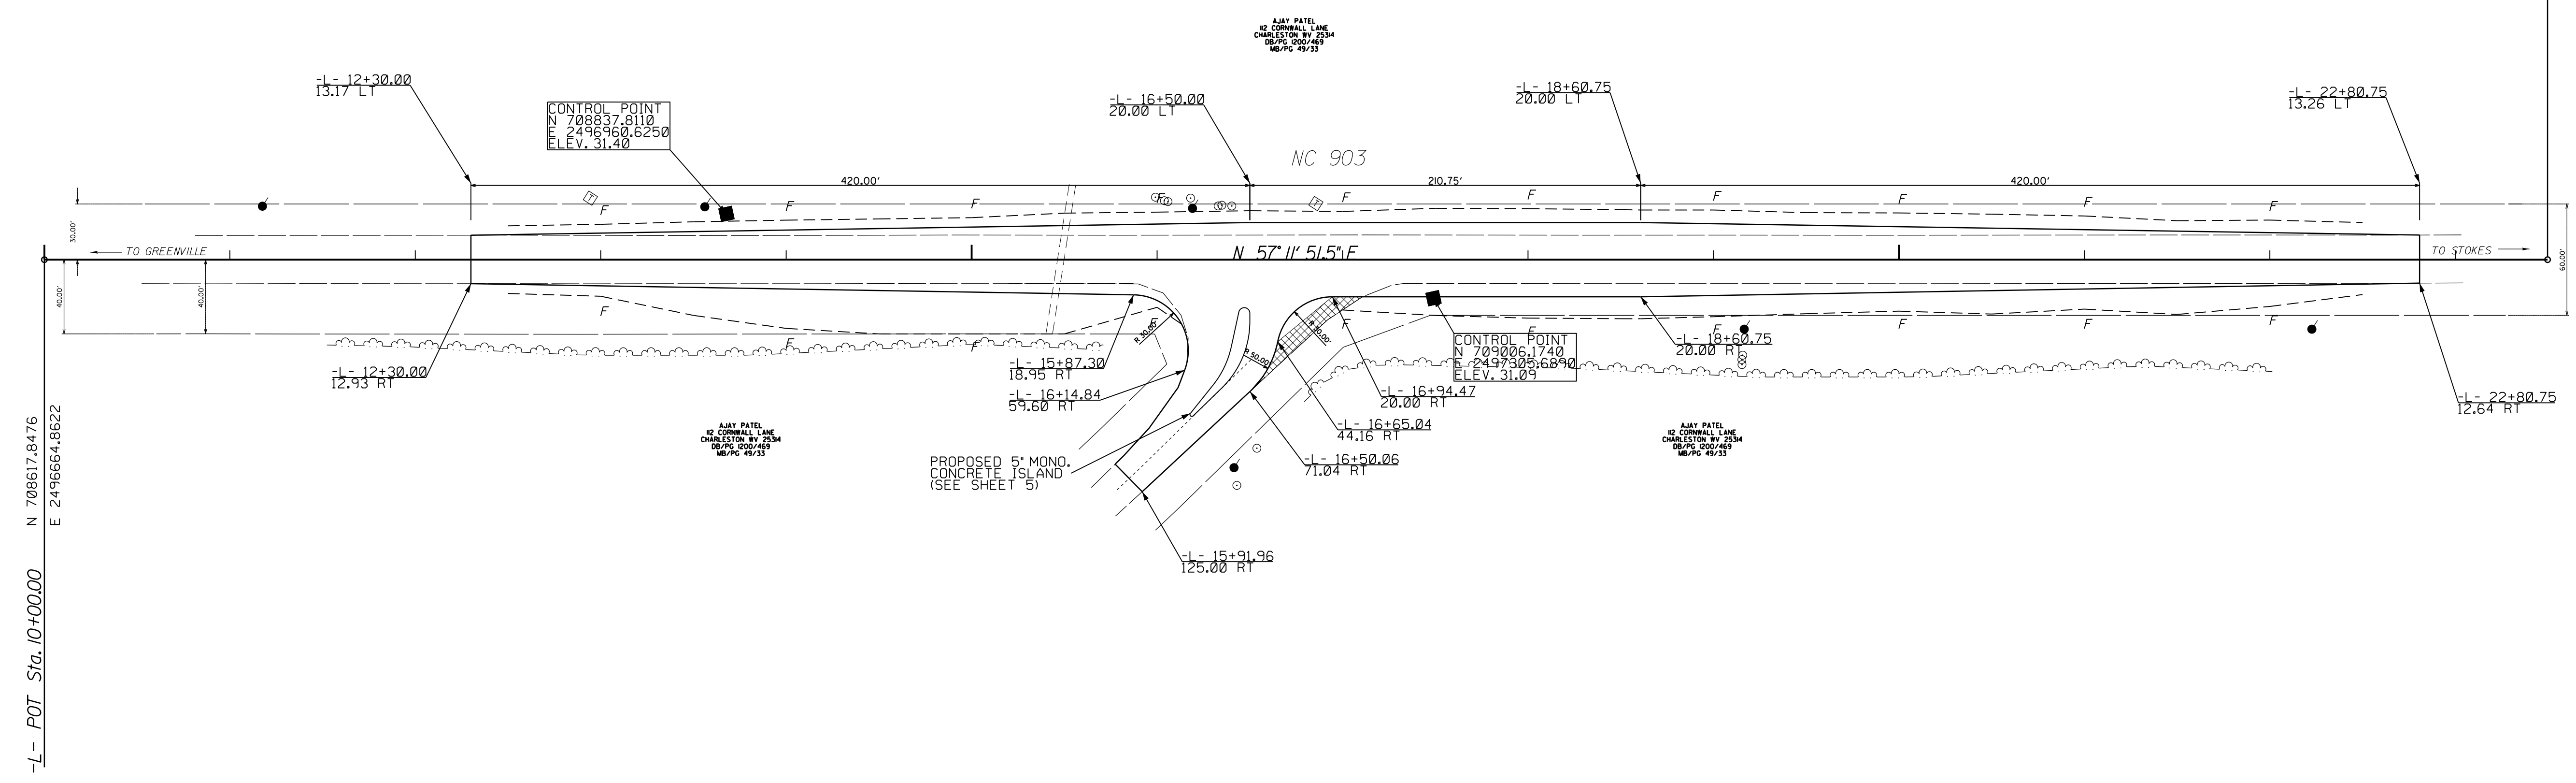 AJAY PATEL
112 CORNWALL LANE
CHARLESTON WV 25314
DB/PG 1200/469
MB/PG 49/33
-L- 12+30.00
13.17 LT
CONTROL POINT
N 708837.8110
E 2496960.6250
ELEV. 31.40
-L- 16+50.00
20.00 LT
-L- 18+60.75
20.00 LT
-L- 22+80.75
13.26 LT
NC 903
420.00'
210.75'
420.00'
T
T
F
F
F
F
F
F
F
F
F
F
30.00'
TO GREENVILLE
N 57° 11' 51.5" E
TO STOKES
60.00'
40.00'
40.00'
F
F
F
F
F
F
F
F
F
F
R 30.00'
R 30.00'
R 50.00'
-L- 12+30.00
12.93 RT
-L- 15+87.30
18.95 RT
-L- 16+14.84
59.60 RT
CONTROL POINT
N 709006.1740
E 2497305.6890
ELEV. 31.09
-L- 18+60.75
20.00 RT
-L- 16+94.47
20.00 RT
-L- 16+65.04
44.16 RT
-L- 16+50.06
71.04 RT
-L- 22+80.75
12.64 RT
AJAY PATEL
112 CORNWALL LANE
CHARLESTON WV 25314
DB/PG 1200/469
MB/PG 49/33
AJAY PATEL
112 CORNWALL LANE
CHARLESTON WV 25314
DB/PG 1200/469
MB/PG 49/33
PROPOSED 5" MONO.
CONCRETE ISLAND
(SEE SHEET 5)
-L- 15+91.96
125.00 RT
N 708617.8476
E 2496664.8622
-L- POT Sta. 10+00.00